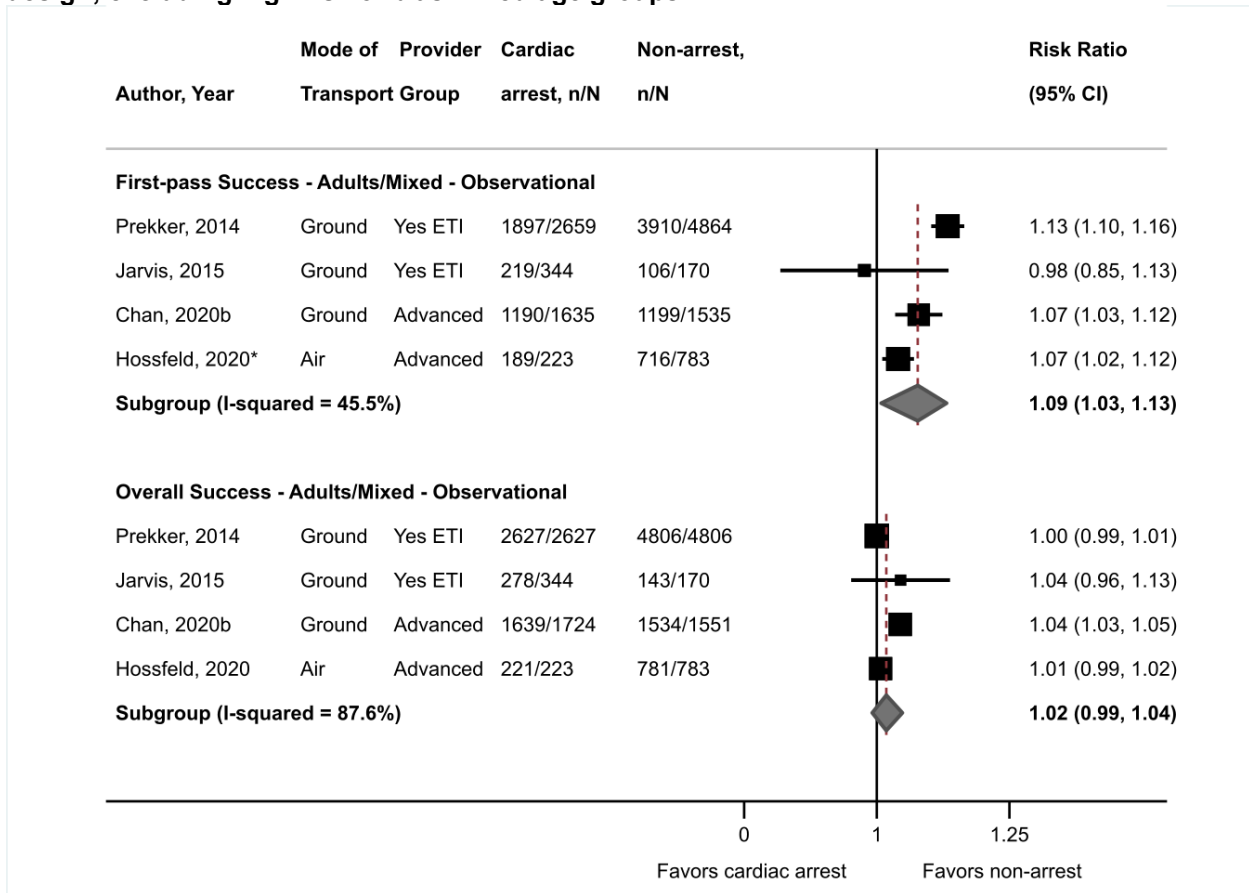 Mode of Provider Cardiac Non-arrest, Risk Ratio
Author, Year Transport Group arrest, n/N n/N (95% CI)
First-pass Success - Adults/Mixed - Observational
Prekker, 2014 Ground Yes ETI 1897/2659 3910/4864 1.13 (1.10, 1.16)
Jarvis, 2015 Ground Yes ETI 219/344 106/170 0.98 (0.85, 1.13)
Chan, 2020b Ground Advanced 1190/1635 1199/1535 1.07 (1.03, 1.12)
Hossfeld, 2020* Air Advanced 189/223 716/783 1.07 (1.02, 1.12)
Subgroup (I-squared = 45.5%) 1.09 (1.03, 1.13)
Overall Success - Adults/Mixed - Observational
Prekker, 2014 Ground Yes ETI 2627/2627 4806/4806 1.00 (0.99, 1.01)
Jarvis, 2015 Ground Yes ETI 278/344 143/170 1.04 (0.96, 1.13)
Chan, 2020b Ground Advanced 1639/1724 1534/1551 1.04 (1.03, 1.05)
Hossfeld, 2020 Air Advanced 221/223 781/783 1.01 (0.99, 1.02)
Subgroup (I-squared = 87.6%) 1.02 (0.99, 1.04)
0 1 1.25
Favors cardiac arrest Favors non-arrest